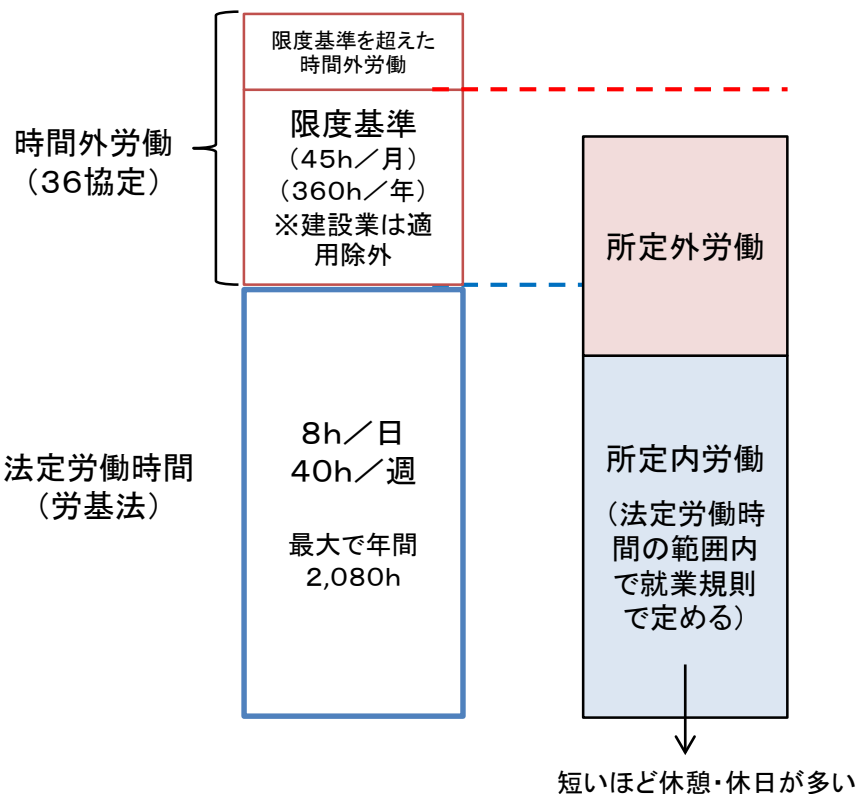 限度基準を超えた
時間外労働
時間外労働
（３６協定）
限度基準
（４５ｈ／月）
（３６０ｈ／年）
※建設業は適
用除外
法定労働時間
（労基法）
８ｈ／日
４０ｈ／週
最大で年間
２,０８０ｈ
所定外労働
所定内労働
（法定労働時
間の範囲内
で就業規則
で定める）
短いほど休憩・休日が多い